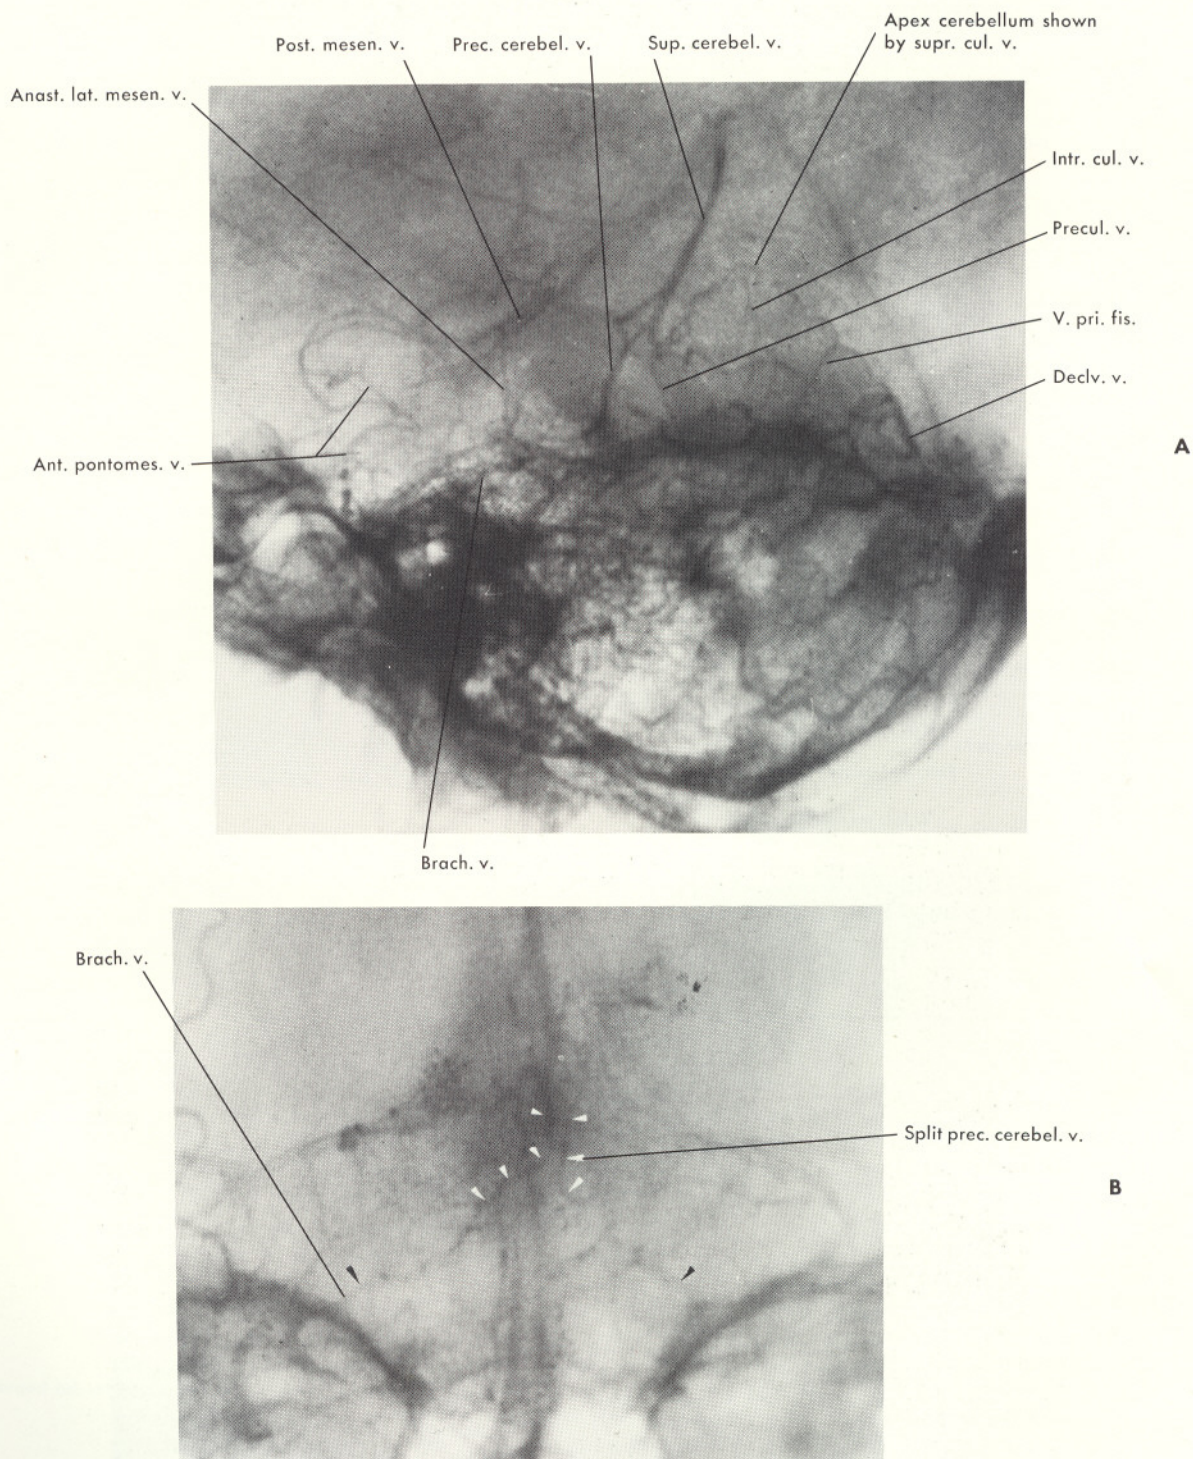 Apex cerebellum shown
by supr. cul. v.
Post. mesen. v.
Prec. cerebel. v.
Sup. cerebel. v.
Anast. lat. mesen. v.
Intr. cul. v.
Precul. v.
V. pri. fis.
Declv. v.
A
Ant. pontomes. v.
Brach. v.
Brach. v.
Split prec. cerebel. v.
B